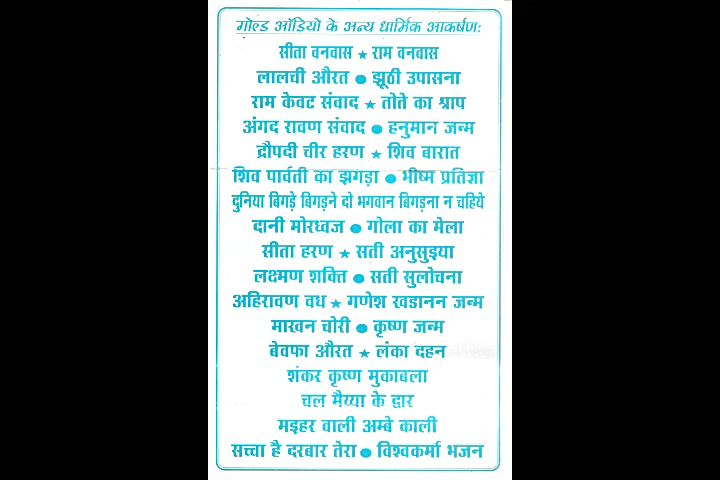 गोल्ड ऑडियो के अन्य धार्मिक आकर्षण:
सीता वनवास ★ राम वनवास
लालची औरत ● झूठी उपासना
राम केवट संवाद ★ तोते का श्राप
अंगद रावण संवाद ● हनुमान जन्म
द्रौपदी चीर हरण ★ शिव बारात
शिव पार्वती का झगड़ा ● भीष्म प्रतिज्ञा
दुनिया बिगड़े बिगड़ने दो भगवान बिगड़ना न चहिये
दानी मोरध्वज ● गोला का मेला
सीता हरण ★ सती अनुसुइया
लक्ष्मण शक्ति ● सती सुलोचना
अहिरावण वध ★ गणेश खडानन जन्म
माखन चोरी ● कृष्ण जन्म
बेवफा औरत ★ लंका दहन
शंकर कृष्ण मुकाबला
चल मैय्या के द्वार
मइहर वाली अम्बे काली
सच्चा है दरबार तेरा ● विश्वकर्मा भजन